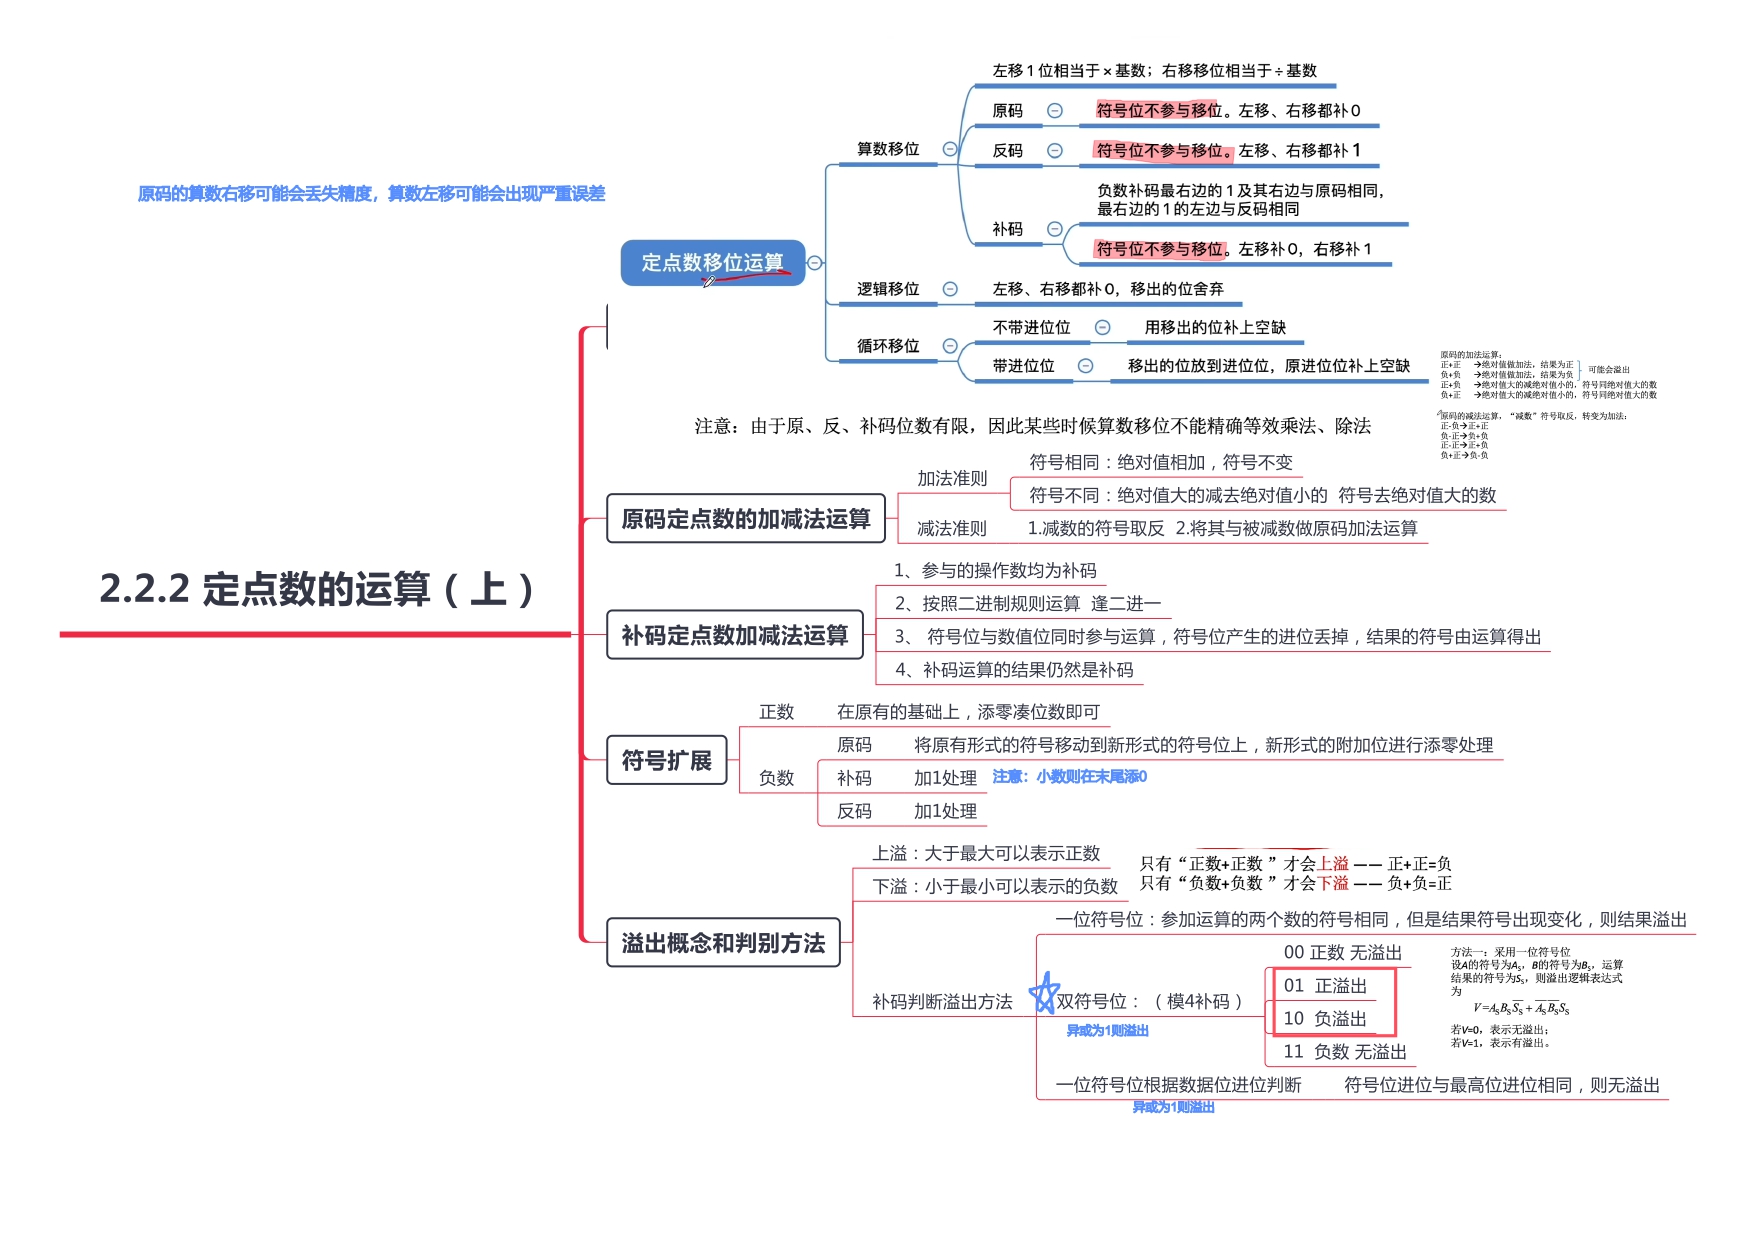 左移1位相当于×基数；右移移位相当于÷基数
算数移位
原码
符号位不参与移位。左移、右移都补0
反码
符号位不参与移位。左移、右移都补1
负数补码最右边的1及其右边与原码相同，
最右边的1的左边与反码相同
补码
符号位不参与移位。左移补0，右移补1
原码的算数右移可能会丢失精度，算数左移可能会出现严重误差
定点数移位运算
逻辑移位
左移、右移都补0，移出的位舍弃
循环移位
不带进位位
用移出的位补上空缺
带进位位
移出的位放到进位位，原进位位补上空缺
原码的加法运算：
正+正 →绝对值做加法，结果为正
负+负 →绝对值做加法，结果为负
可能会溢出
正+负 →绝对值大的减绝对值小的，符号同绝对值大的数
负+正 →绝对值大的减绝对值小的，符号同绝对值大的数
原码的减法运算，“减数”符号取反，转变为加法：
正-负→正+正
负-正→负+负
正-正→正+负
负+正→负-负
注意：由于原、反、补码位数有限，因此某些时候算数移位不能精确等效乘法、除法
2.2.2 定点数的运算（上）
原码定点数的加减法运算
加法准则
符号相同：绝对值相加，符号不变
符号不同：绝对值大的减去绝对值小的 符号去绝对值大的数
减法准则
1.减数的符号取反 2.将其与被减数做原码加法运算
补码定点数加减法运算
1、参与的操作数均为补码
2、按照二进制规则运算 逢二进一
3、 符号位与数值位同时参与运算，符号位产生的进位丢掉，结果的符号由运算得出
4、补码运算的结果仍然是补码
符号扩展
正数
在原有的基础上，添零凑位数即可
负数
原码
将原有形式的符号移动到新形式的符号位上，新形式的附加位进行添零处理
补码
加1处理
注意：小数则在末尾添0
反码
加1处理
溢出概念和判别方法
上溢：大于最大可以表示正数
下溢：小于最小可以表示的负数
只有“正数+正数 ”才会上溢 —— 正+正=负
只有“负数+负数 ”才会下溢 —— 负+负=正
补码判断溢出方法
一位符号位：参加运算的两个数的符号相同，但是结果符号出现变化，则结果溢出
双符号位：（模4补码）
异或为1则溢出
00 正数 无溢出
01 正溢出
10 负溢出
11 负数 无溢出
方法一：采用一位符号位
设A的符号为Aₛ，B的符号为Bₛ，运算
结果的符号为Sₛ，则溢出逻辑表达式
为
V=AₛBₛS̅ₛ + A̅ₛB̅ₛSₛ
若V=0，表示无溢出；
若V=1，表示有溢出。
一位符号位根据数据位进位判断
符号位进位与最高位进位相同，则无溢出
异或为1则溢出